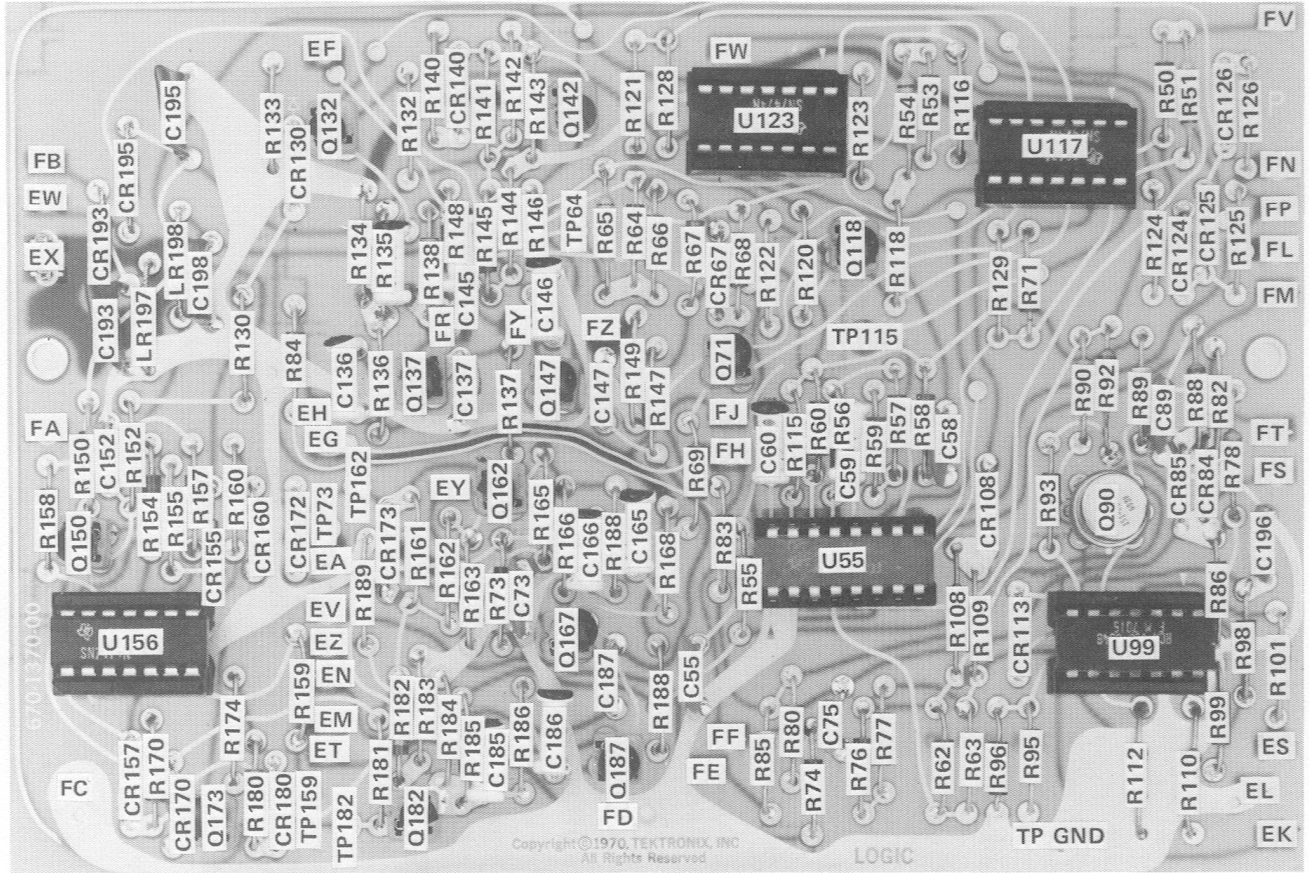 FV
EF
R140
CR140
R141
R142
R143
Q142
R121
R128
FW
SN7474N
U123
R123
R54
R53
R116
U117
R50
R51
CR126
R126
C195
R133
CR130
Q132
R132
FB
FN
EW
CR193
CR195
LR198
C198
R134
R135
R138
R148
R145
R144
R146
TP64
R65
R64
R66
R67
CR67
R68
R122
R120
Q118
R118
R129
R71
R124
CR124
CR125
R125
FP
EX
FL
FM
C193
LR197
R130
R84
C136
R136
Q137
FR
C145
C137
FY
C146
R137
Q147
FZ
C147
R149
R147
Q71
TP115
R90
R92
R89
C89
R88
R82
EH
FJ
FA
EG
FH
FT
R150
C152
R152
R69
C60
R115
R60
R56
C59
R59
R57
R58
C58
FS
R158
Q150
R154
R155
R157
CR155
R160
CR160
CR172
TP73
TP162
CR173
R161
EY
Q162
R165
R166
C166
R188
C165
R168
R83
R55
U55
CR108
R93
Q90
CR85
CR84
R78
EA
R189
R162
R163
R73
C73
R108
R109
CR113
R86
C196
EV
U156
EZ
Q167
U99
R98
R101
670-1370-00
EN
R159
R174
R182
R183
R184
R185
C185
R186
C186
C187
R188
C55
EM
ET
R181
FF
R85
R80
C75
R76
R77
R74
R62
R63
R96
R95
R112
R110
R99
ES
FC
CR157
R170
CR170
Q173
R180
CR180
TP159
TP182
Q182
Q187
FE
EL
FD
TP GND
EK
Copyright©1970, TEKTRONIX, INC
All Rights Reserved
LOGIC